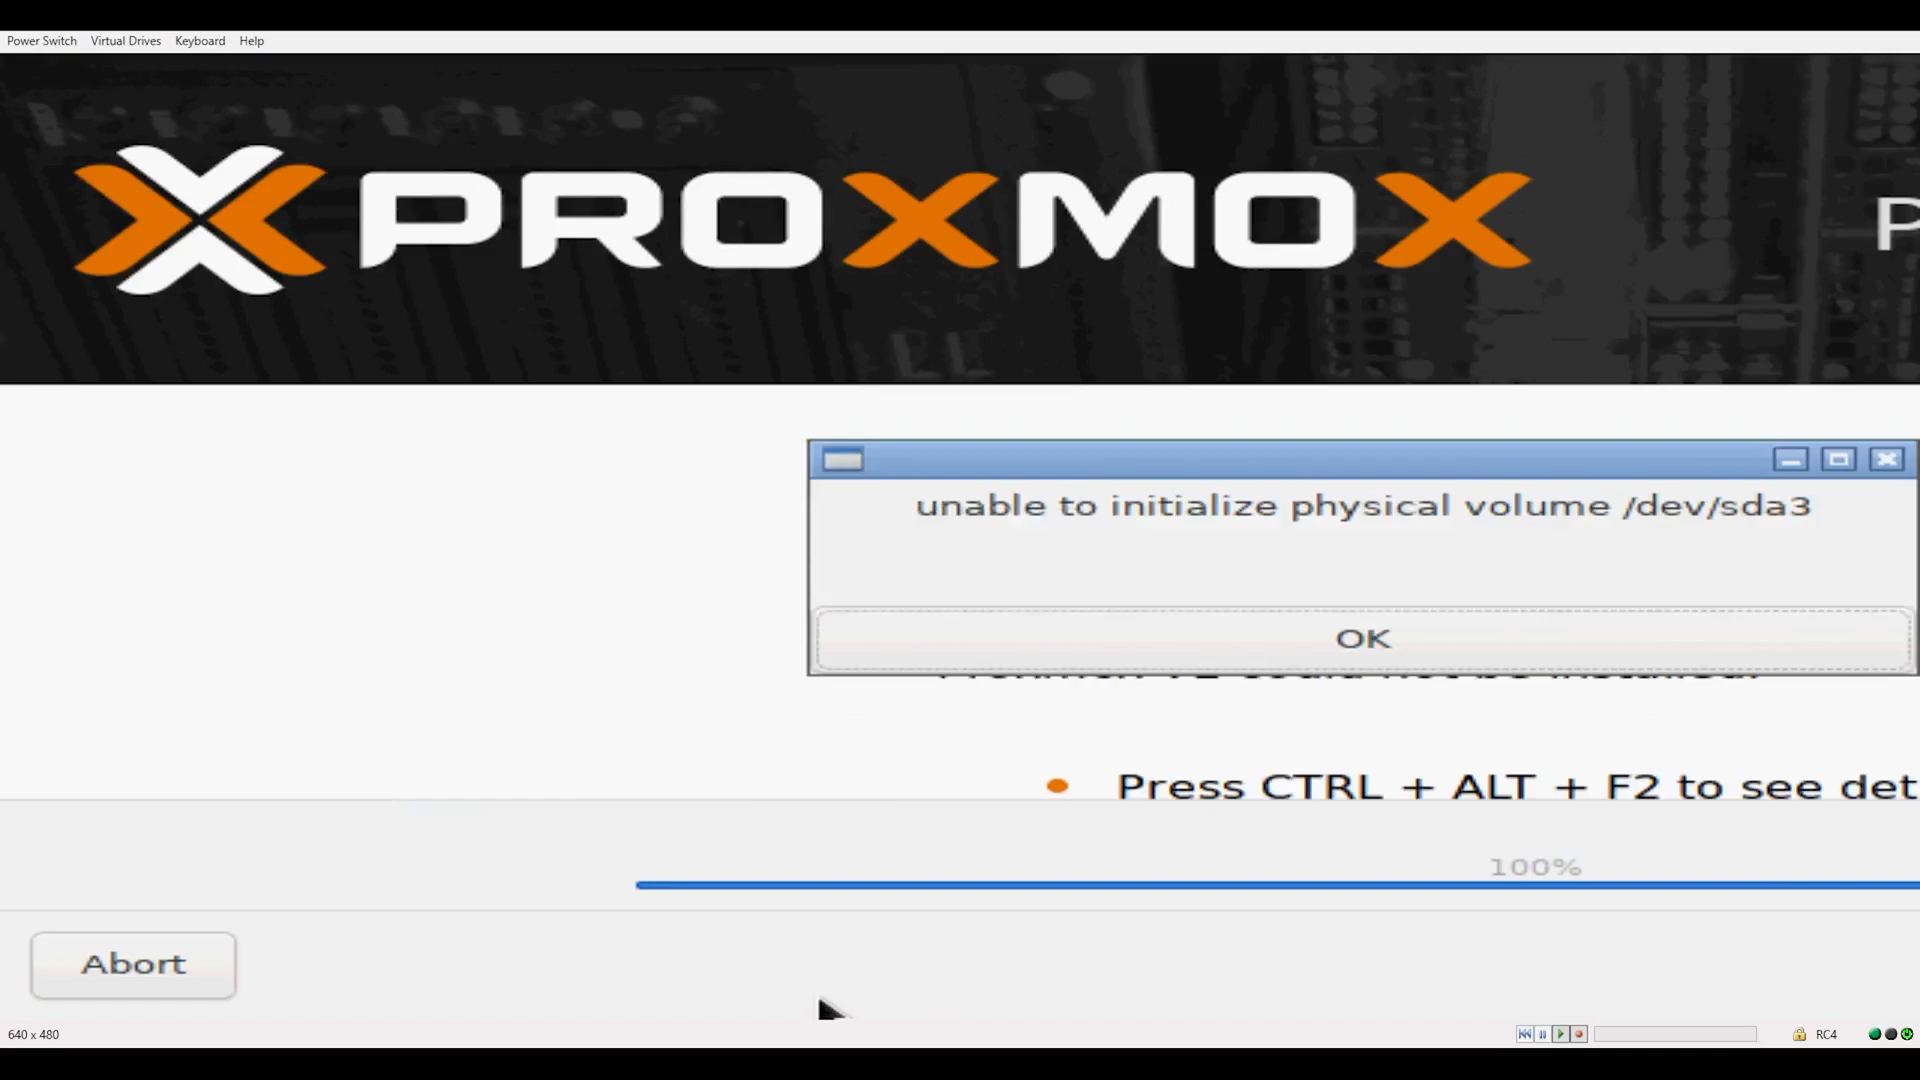 Power Switch Virtual Drives Keyboard Help
PROXMOX P
unable to initialize physical volume /dev/sda3
OK
Press CTRL + ALT + F2 to see det
100%
Abort
640 x 480
RC4